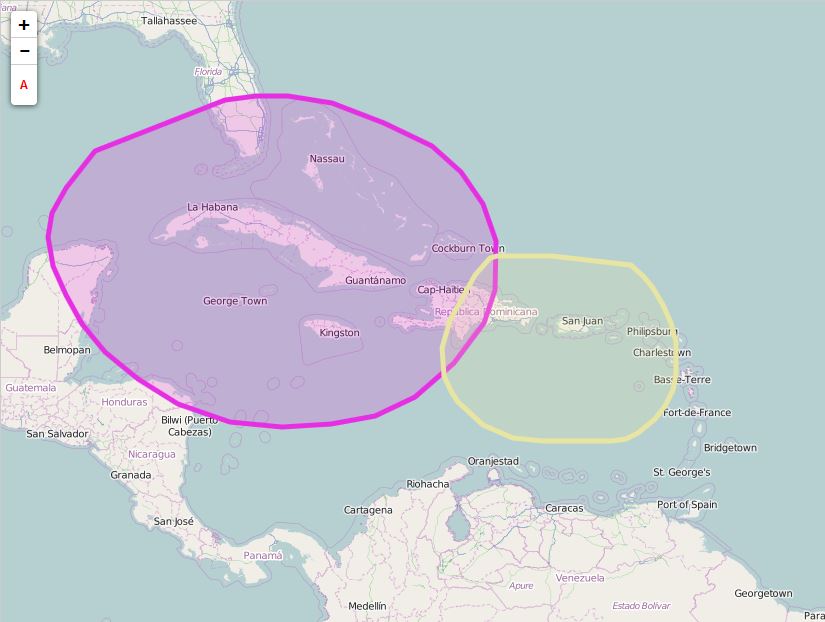 ana
+
Tallahassee
−
Florida
A
Nassau
La Habana
Cockburn Town
Guantánamo
Cap-Haïtien
George Town
República Dominicana
San Juan
Kingston
Philipsburg
Belmopan
Charlestown
Basse-Terre
Guatemala
Honduras
Fort-de-France
Bilwi (Puerto
Cabezas)
San Salvador
Bridgetown
Nicaragua
Oranjestad
Granada
St. George's
Riohacha
Port of Spain
Cartagena
Caracas
San José
Panamá
Venezuela
Apure
Georgetown
Medellín
Estado Bolívar
Para